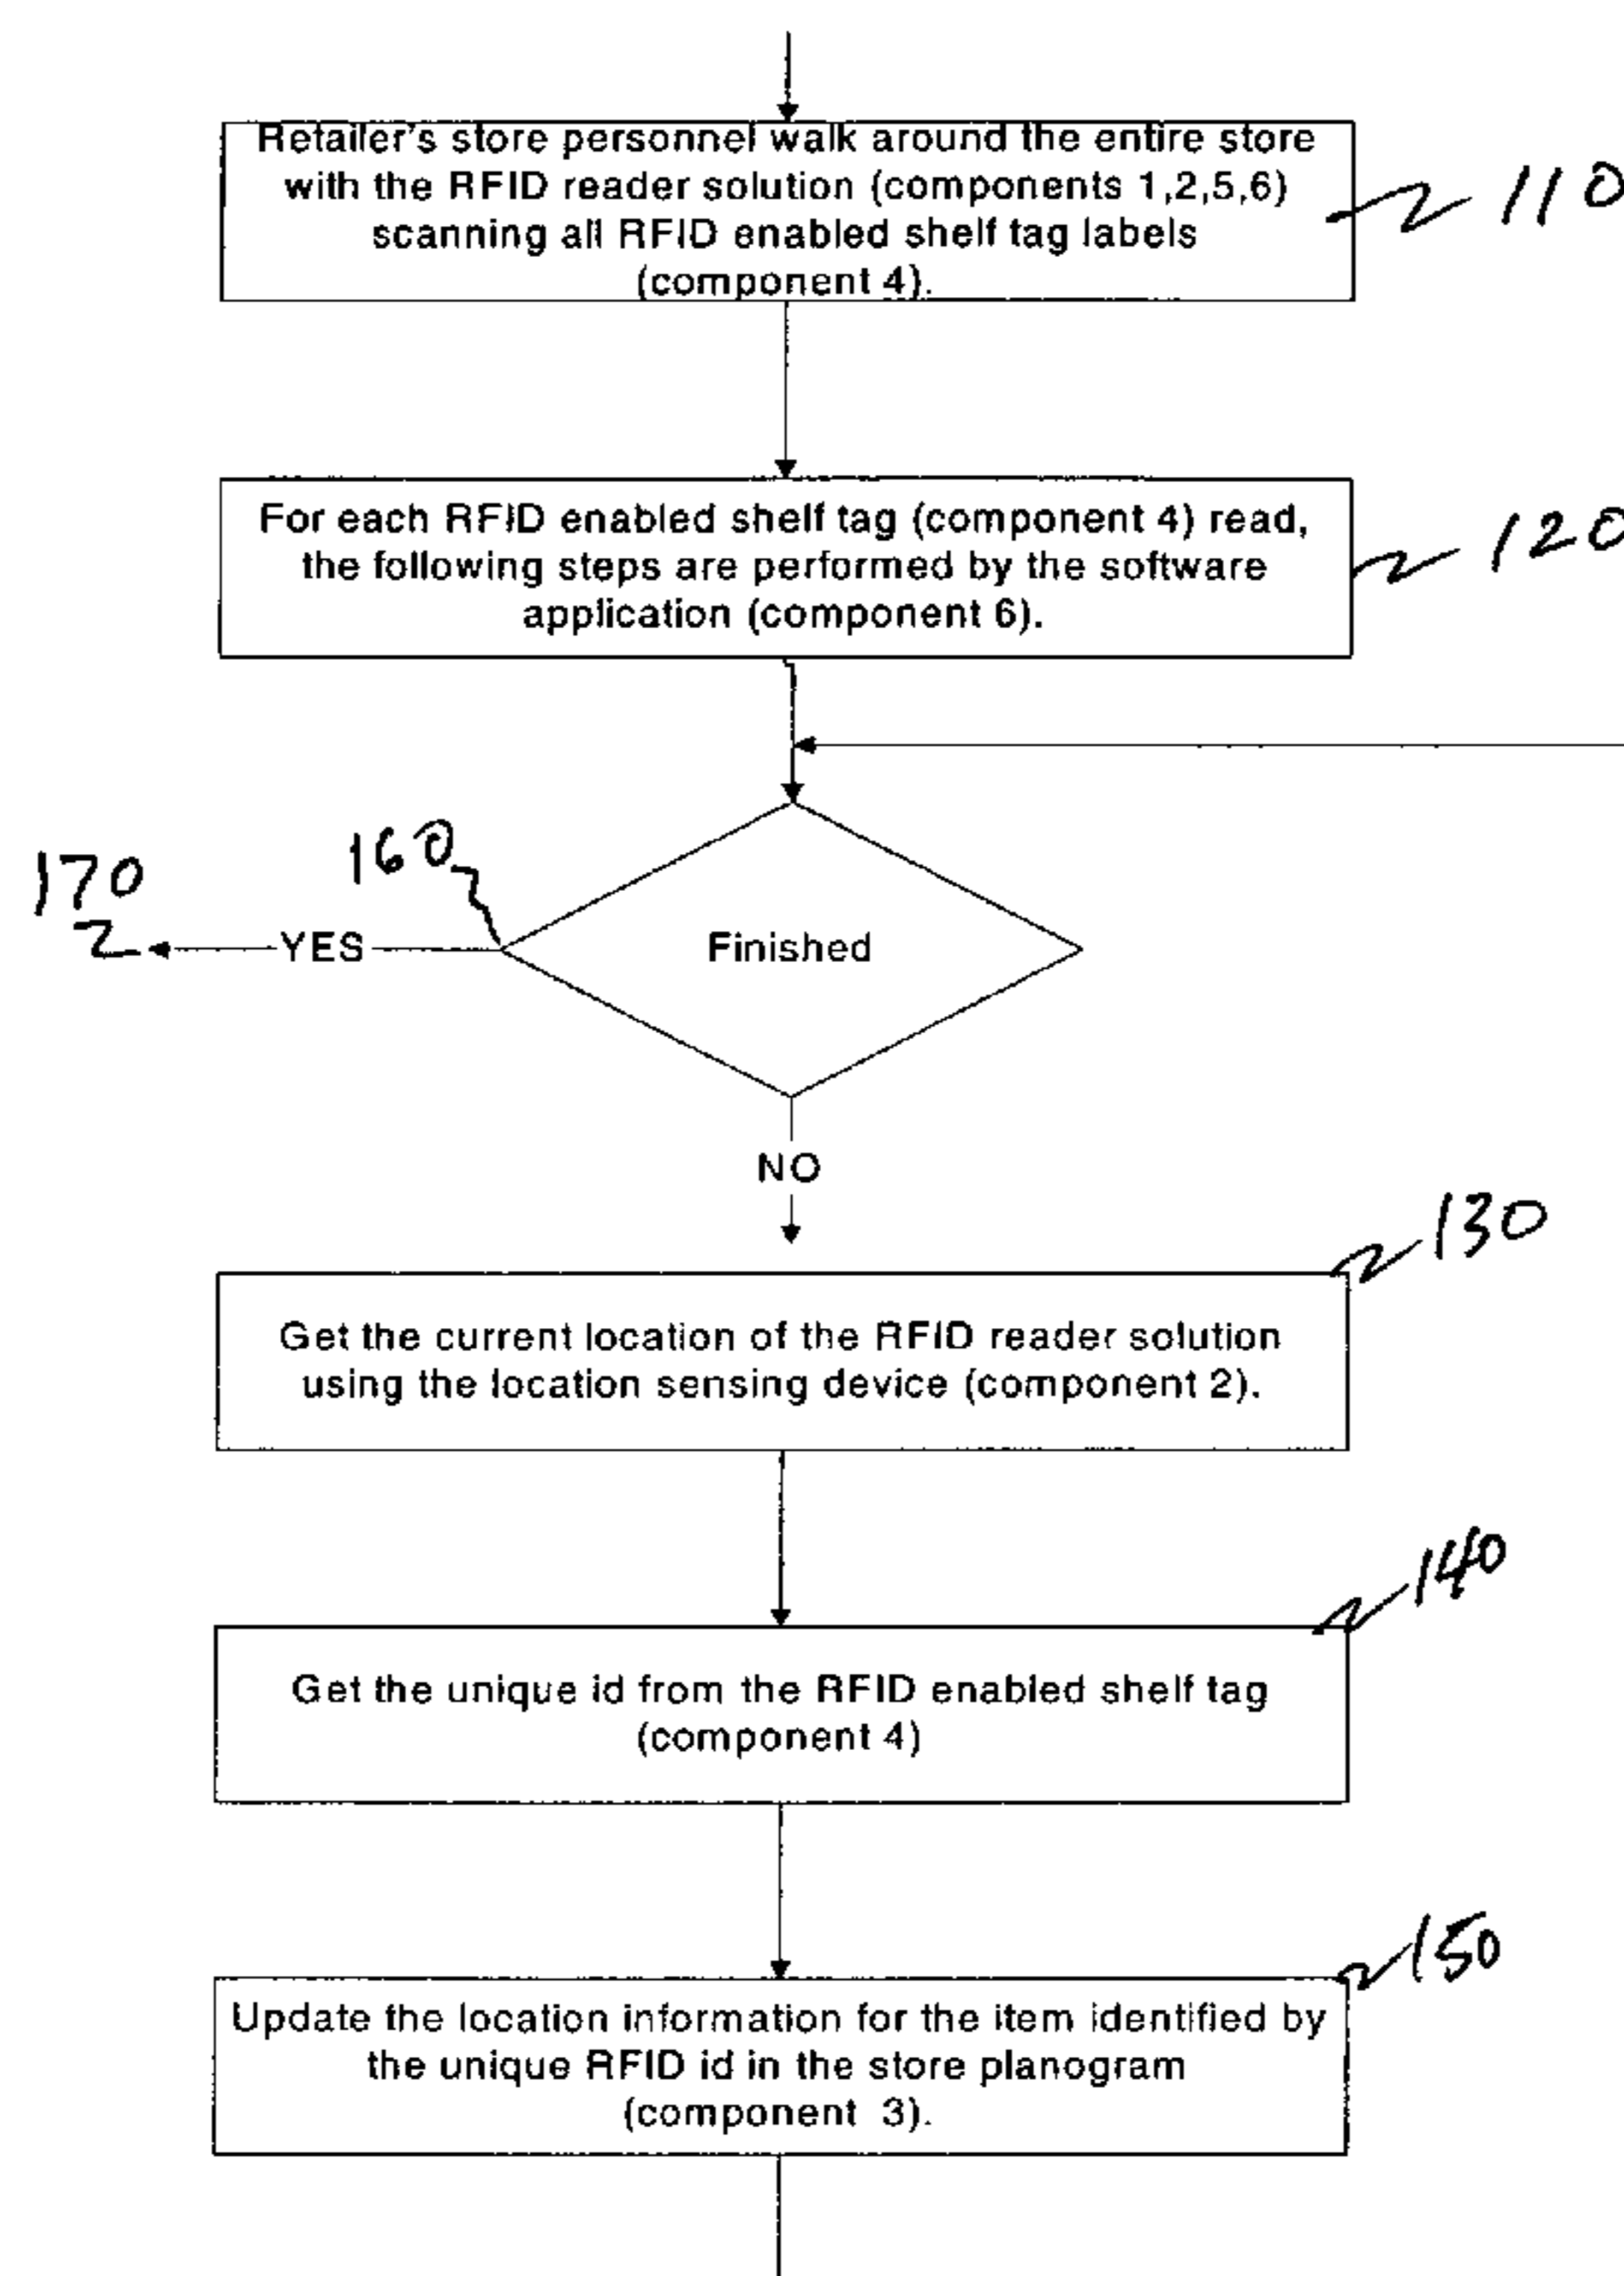 Retailer's store personnel walk around the entire store
with the RFID reader solution (components 1,2,5,6)
scanning all RFID enabled shelf tag labels
(component 4).
110
For each RFID enabled shelf tag (component 4) read,
the following steps are performed by the software
application (component 6).
120
160
170
YES
Finished
NO
130
Get the current location of the RFID reader solution
using the location sensing device (component 2).
140
Get the unique id from the RFID enabled shelf tag
(component 4)
150
Update the location information for the item identified by
the unique RFID id in the store planogram
(component 3).